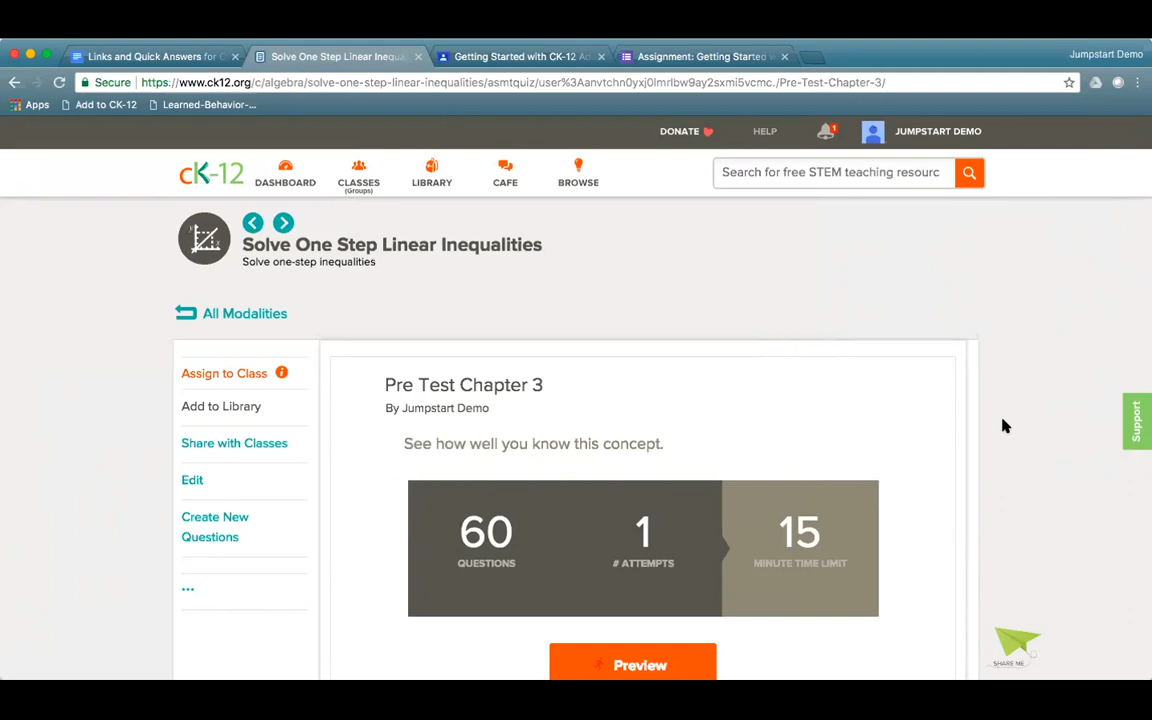 Links and Quick Answers for C
Solve One Step Linear Inequal
Getting Started with CK-12 Ad
Assignment: Getting Started w
Jumpstart Demo
Secure
https://www.ck12.org/c/algebra/solve-one-step-linear-inequalities/asmtquiz/user%3Aanvtchn0yxj0lmrlbw9ay2sxmi5vcmc./Pre-Test-Chapter-3/
Apps
Add to CK-12
Learned-Behavior-...
DONATE
HELP
1
JUMPSTART DEMO
cK-12
DASHBOARD
CLASSES
(Groups)
LIBRARY
CAFE
BROWSE
Search for free STEM teaching resourc
Solve One Step Linear Inequalities
Solve one-step inequalities
All Modalities
Assign to Class
Add to Library
Share with Classes
Edit
Create New
Questions
...
Pre Test Chapter 3
By Jumpstart Demo
See how well you know this concept.
60
QUESTIONS
1
# ATTEMPTS
15
MINUTE TIME LIMIT
Preview
Support
SHARE ME